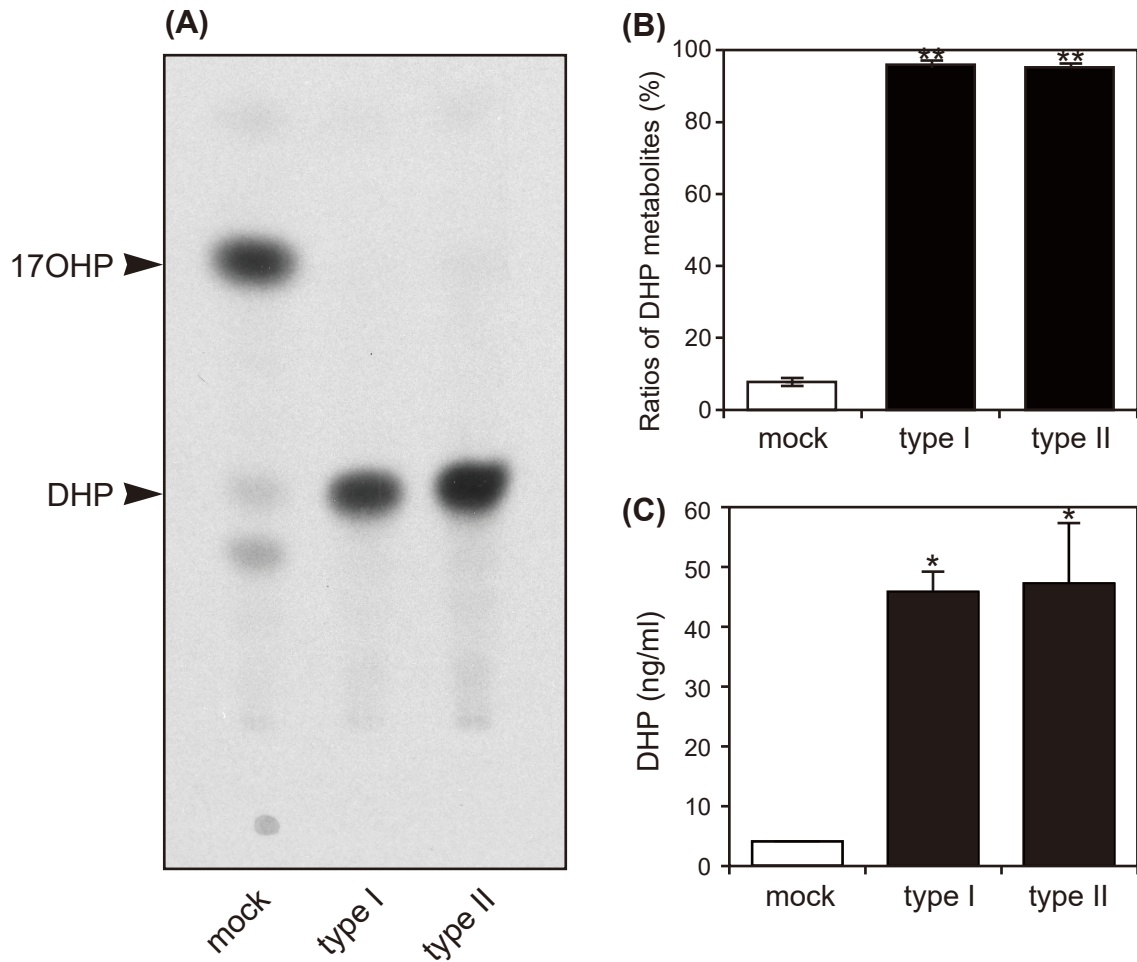 (A)
17OHP
DHP
mock
type I
type II
(B)
Ratios of DHP metabolites (%)
100
80
60
40
20
0
**
**
mock
type I
type II
(C)
DHP (ng/ml)
60
50
40
30
20
10
0
*
*
mock
type I
type II